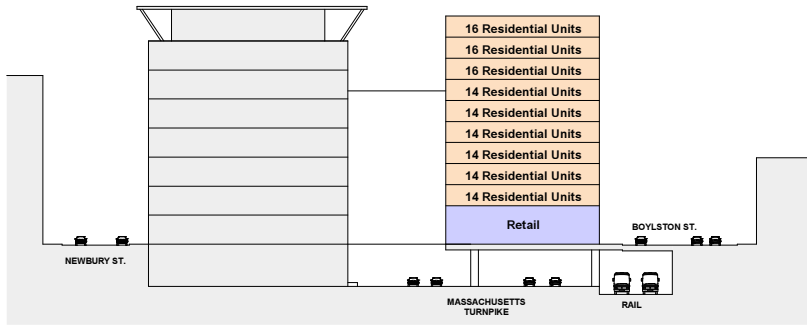 16 Residential Units
16 Residential Units
16 Residential Units
14 Residential Units
14 Residential Units
14 Residential Units
14 Residential Units
14 Residential Units
14 Residential Units
Retail
BOYLSTON ST.
NEWBURY ST.
MASSACHUSETTS
TURNPIKE
RAIL